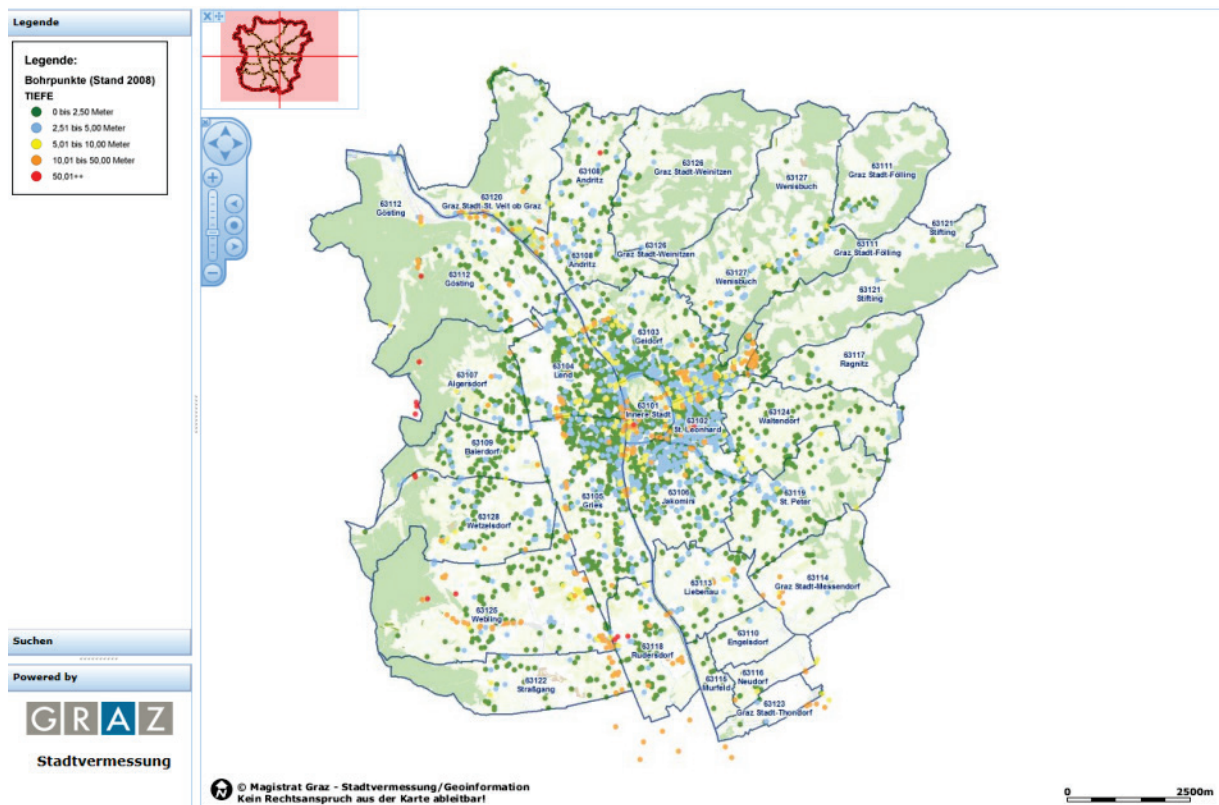 Legende
Legende:
Bohrpunkte (Stand 2008)
TIEFE
0 bis 2,50 Meter
2,51 bis 5,00 Meter
5,01 bis 10,00 Meter
10,01 bis 50,00 Meter
50,01++
Suchen
Powered by
GRAZ
Stadtvermessung
63108
Andritz
63126
Graz Stadt-Weinitzen
63127
Wenisbuch
63111
Graz Stadt-Fölling
63112
Gösting
63120
Graz Stadt-St. Veit ob Graz
63121
Stifting
63126
Graz Stadt-Weinitzen
63111
Graz Stadt-Fölling
63108
Andritz
63112
Gösting
63127
Wenisbuch
63121
Stifting
63103
Geidorf
63117
Ragnitz
63104
Lend
63107
Algersdorf
63101
Innere Stadt
63102
St. Leonhard
63124
Waltendorf
63109
Baierdorf
63105
Gries
63106
Jakomini
63119
St. Peter
63128
Wetzelsdorf
63113
Liebenau
63114
Graz Stadt-Messendorf
63125
Webling
63110
Engelsdorf
63118
Rudersdorf
63122
Straßgang
63115
Murfeld
63116
Neudorf
63123
Graz Stadt-Thondorf
© Magistrat Graz - Stadtvermessung/Geoinformation
Kein Rechtsanspruch aus der Karte ableitbar!
0 2500m